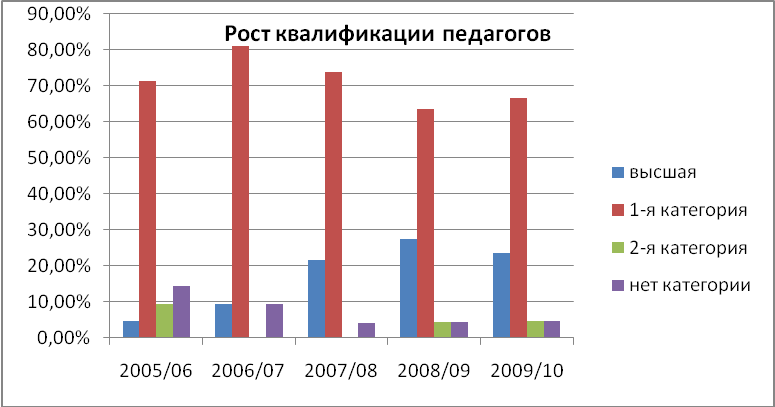 Рост квалификации педагогов
90,00%
80,00%
70,00%
60,00%
50,00%
40,00%
30,00%
20,00%
10,00%
0,00%
2005/06 2006/07 2007/08 2008/09 2009/10
высшая
1-я категория
2-я категория
нет категории